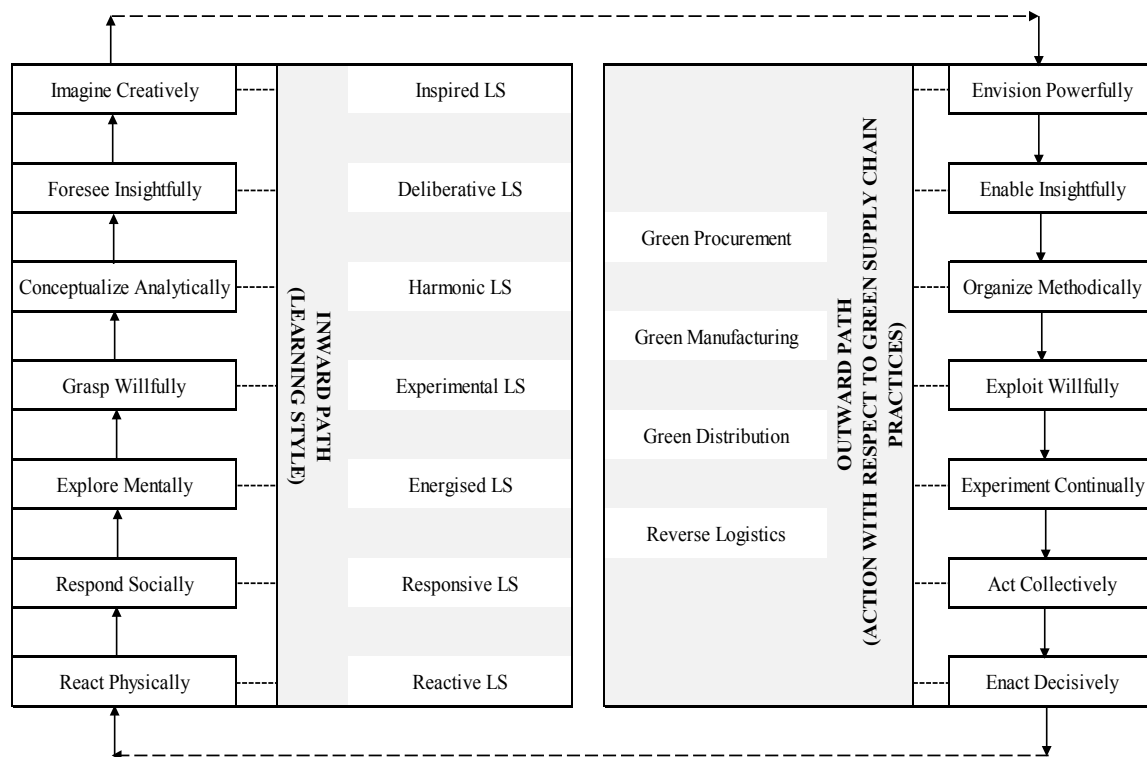 Imagine Creatively
Foresee Insightfully
Conceptualize Analytically
Grasp Willfully
Explore Mentally
Respond Socially
React Physically
INWARD PATH
(LEARNING STYLE)
Inspired LS
Deliberative LS
Harmonic LS
Experimental LS
Energised LS
Responsive LS
Reactive LS
Green Procurement
Green Manufacturing
Green Distribution
Reverse Logistics
OUTWARD PATH
(ACTION WITH RESPECT TO GREEN SUPPLY CHAIN
PRACTICES)
Envision Powerfully
Enable Insightfully
Organize Methodically
Exploit Willfully
Experiment Continually
Act Collectively
Enact Decisively